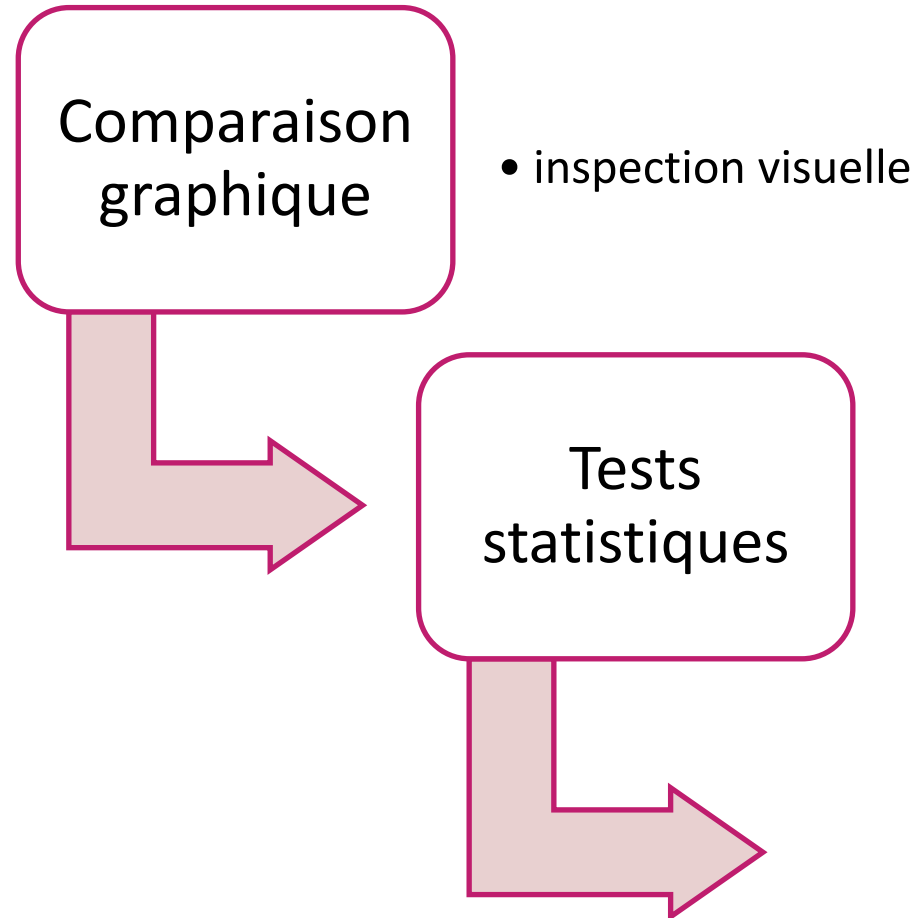 Comparaison
graphique
• inspection visuelle
Tests
statistiques